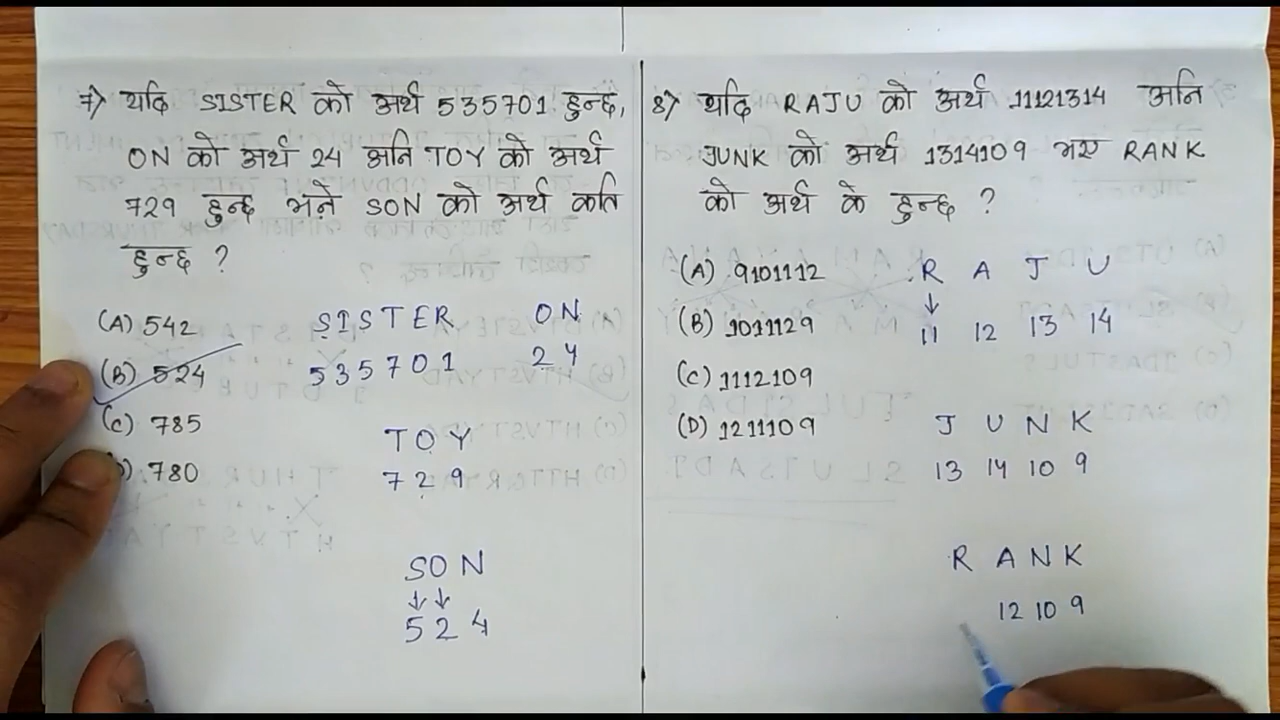 ७) यदि SISTER को अर्थ 535701 हुन्छ,
ON को अर्थ 24 अनि TOY को अर्थ
729 हुन्छ भने SON को अर्थ कति
हुन्छ ?
(A) 542
(B) 524
(C) 785
) 780
SISTER ON
535701 24
TOY
729
SON
↓↓
524
8) यदि RAJU को अर्थ 11121314 अनि
JUNK को अर्थ 1314109 भए RANK
को अर्थ के हुन्छ ?
(A) 9101112
(B) 1011129
(C) 1112109
(D) 1211109
R A J U
↓
11 12 13 14
J U N K
13 14 10 9
R A N K
12 10 9